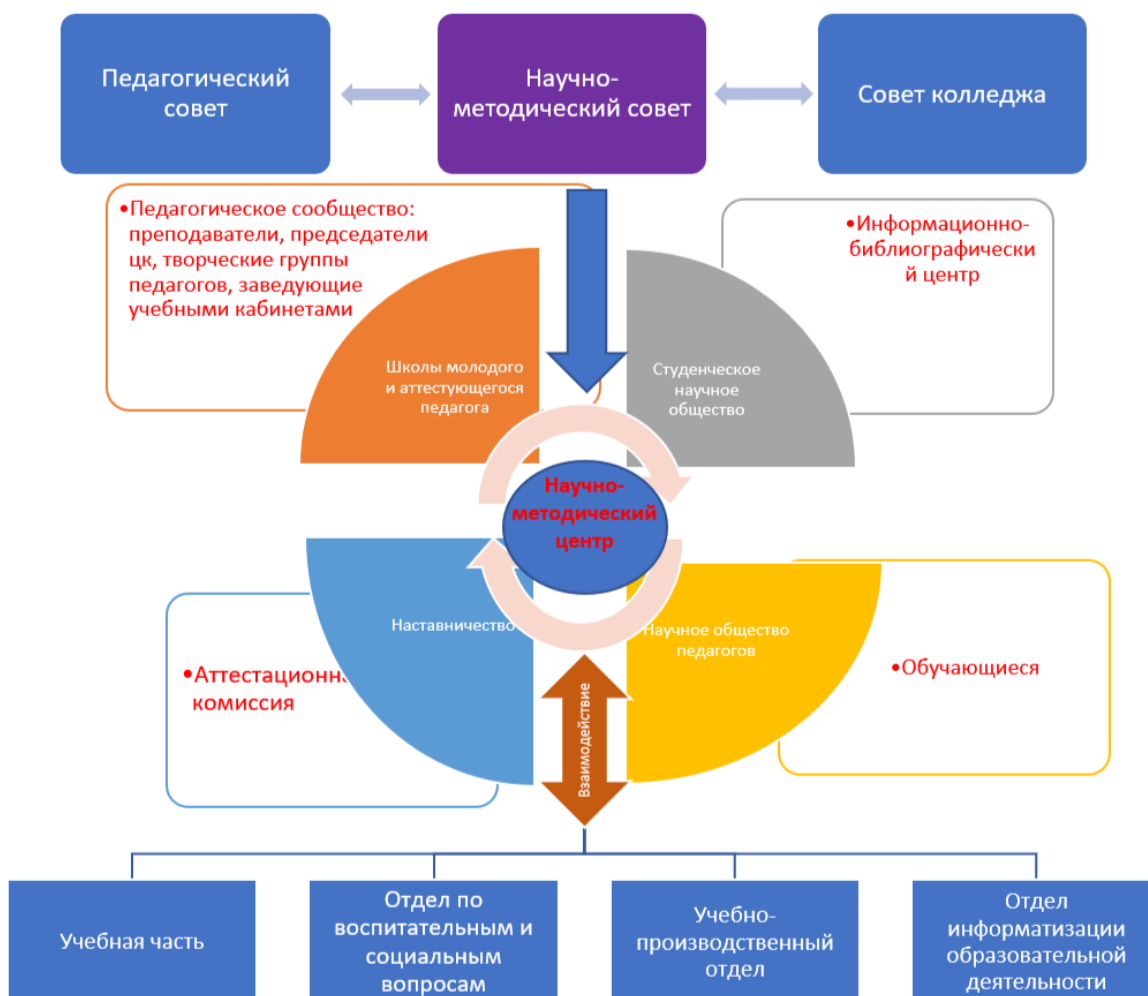 Педагогический
совет
Научно-
методический совет
Совет колледжа
•Педагогическое сообщество:
преподаватели, председатели
цк, творческие группы
педагогов, заведующие
учебными кабинетами
•Информационно-
библиографически
й центр
Школы молодого
и аттестующегося
педагога
Студенческое
научное
общество
Научно-
методический
центр
Наставничество
Научное общество
педагогов
•Аттестационна
комиссия
•Обучающиеся
Взаимодействие
Учебная часть
Отдел по
воспитательным и
социальным
вопросам
Учебно-
производственный
отдел
Отдел
информатизации
образовательной
деятельности